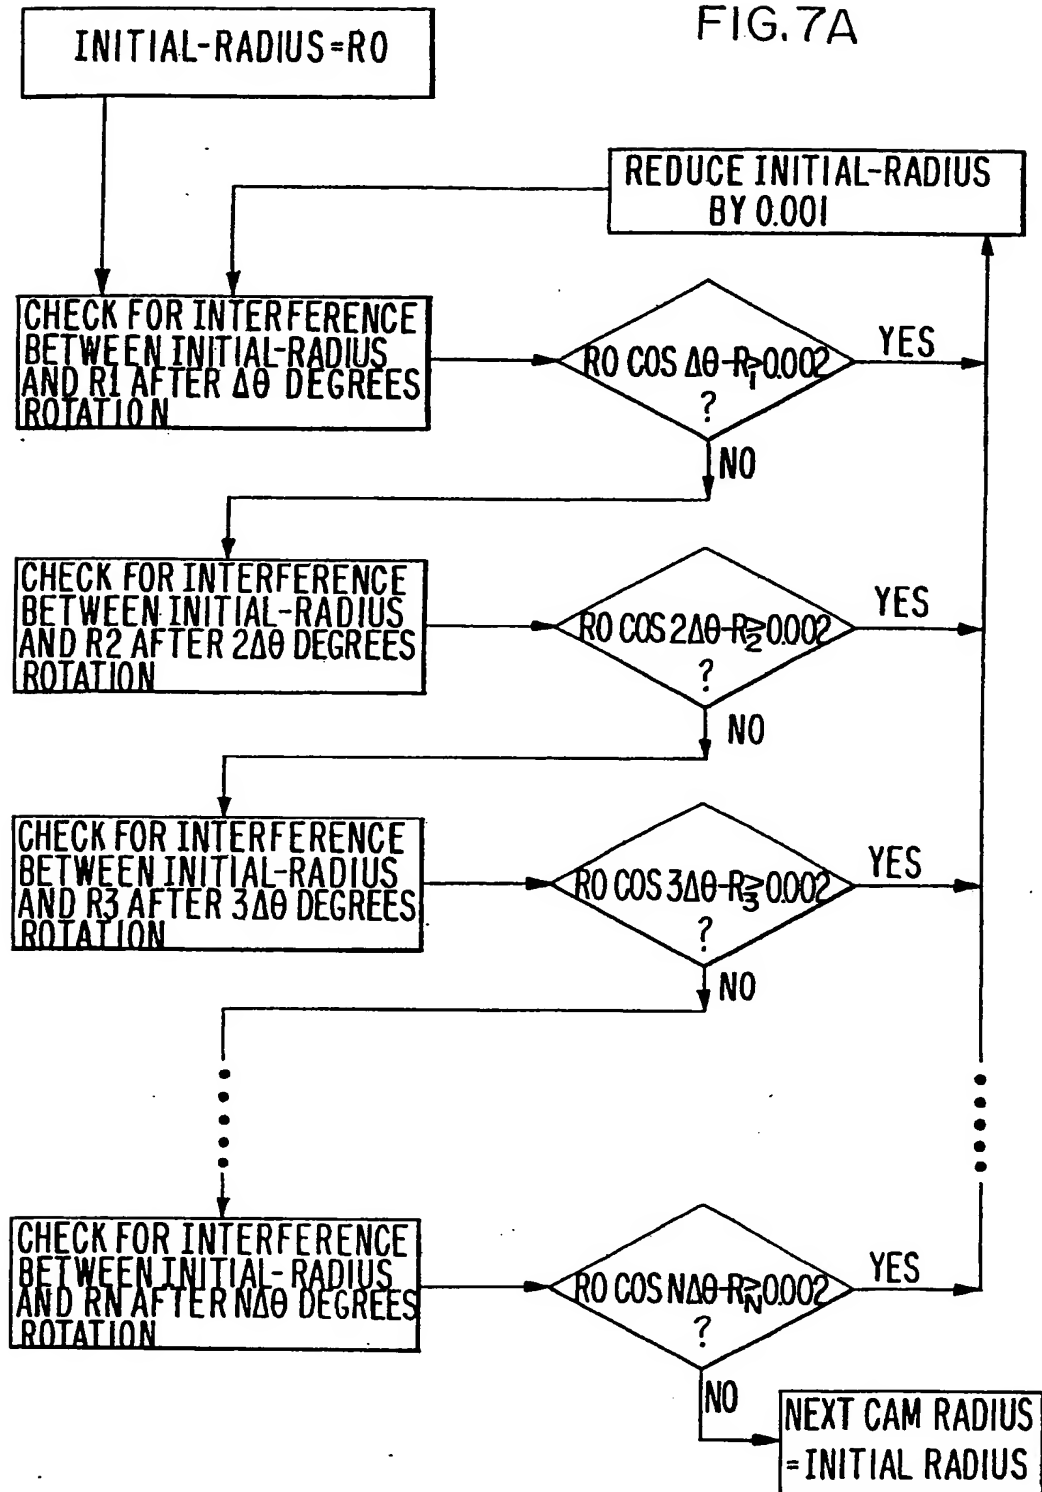 FIG.7A
INITIAL-RADIUS=R0
REDUCE INITIAL-RADIUS
BY 0.001
CHECK FOR INTERFERENCE
BETWEEN INITIAL-RADIUS
AND R1 AFTER Δθ DEGREES
ROTATION
R0 COS Δθ-R₁≥0.002
?
YES
NO
CHECK FOR INTERFERENCE
BETWEEN INITIAL-RADIUS
AND R2 AFTER 2Δθ DEGREES
ROTATION
R0 COS 2Δθ-R₂≥0.002
?
YES
NO
CHECK FOR INTERFERENCE
BETWEEN INITIAL-RADIUS
AND R3 AFTER 3Δθ DEGREES
ROTATION
R0 COS 3Δθ-R₃≥0.002
?
YES
NO
CHECK FOR INTERFERENCE
BETWEEN INITIAL-RADIUS
AND RN AFTER NΔθ DEGREES
ROTATION
R0 COS NΔθ-R_N≥0.002
?
YES
NO
NEXT CAM RADIUS
=INITIAL RADIUS